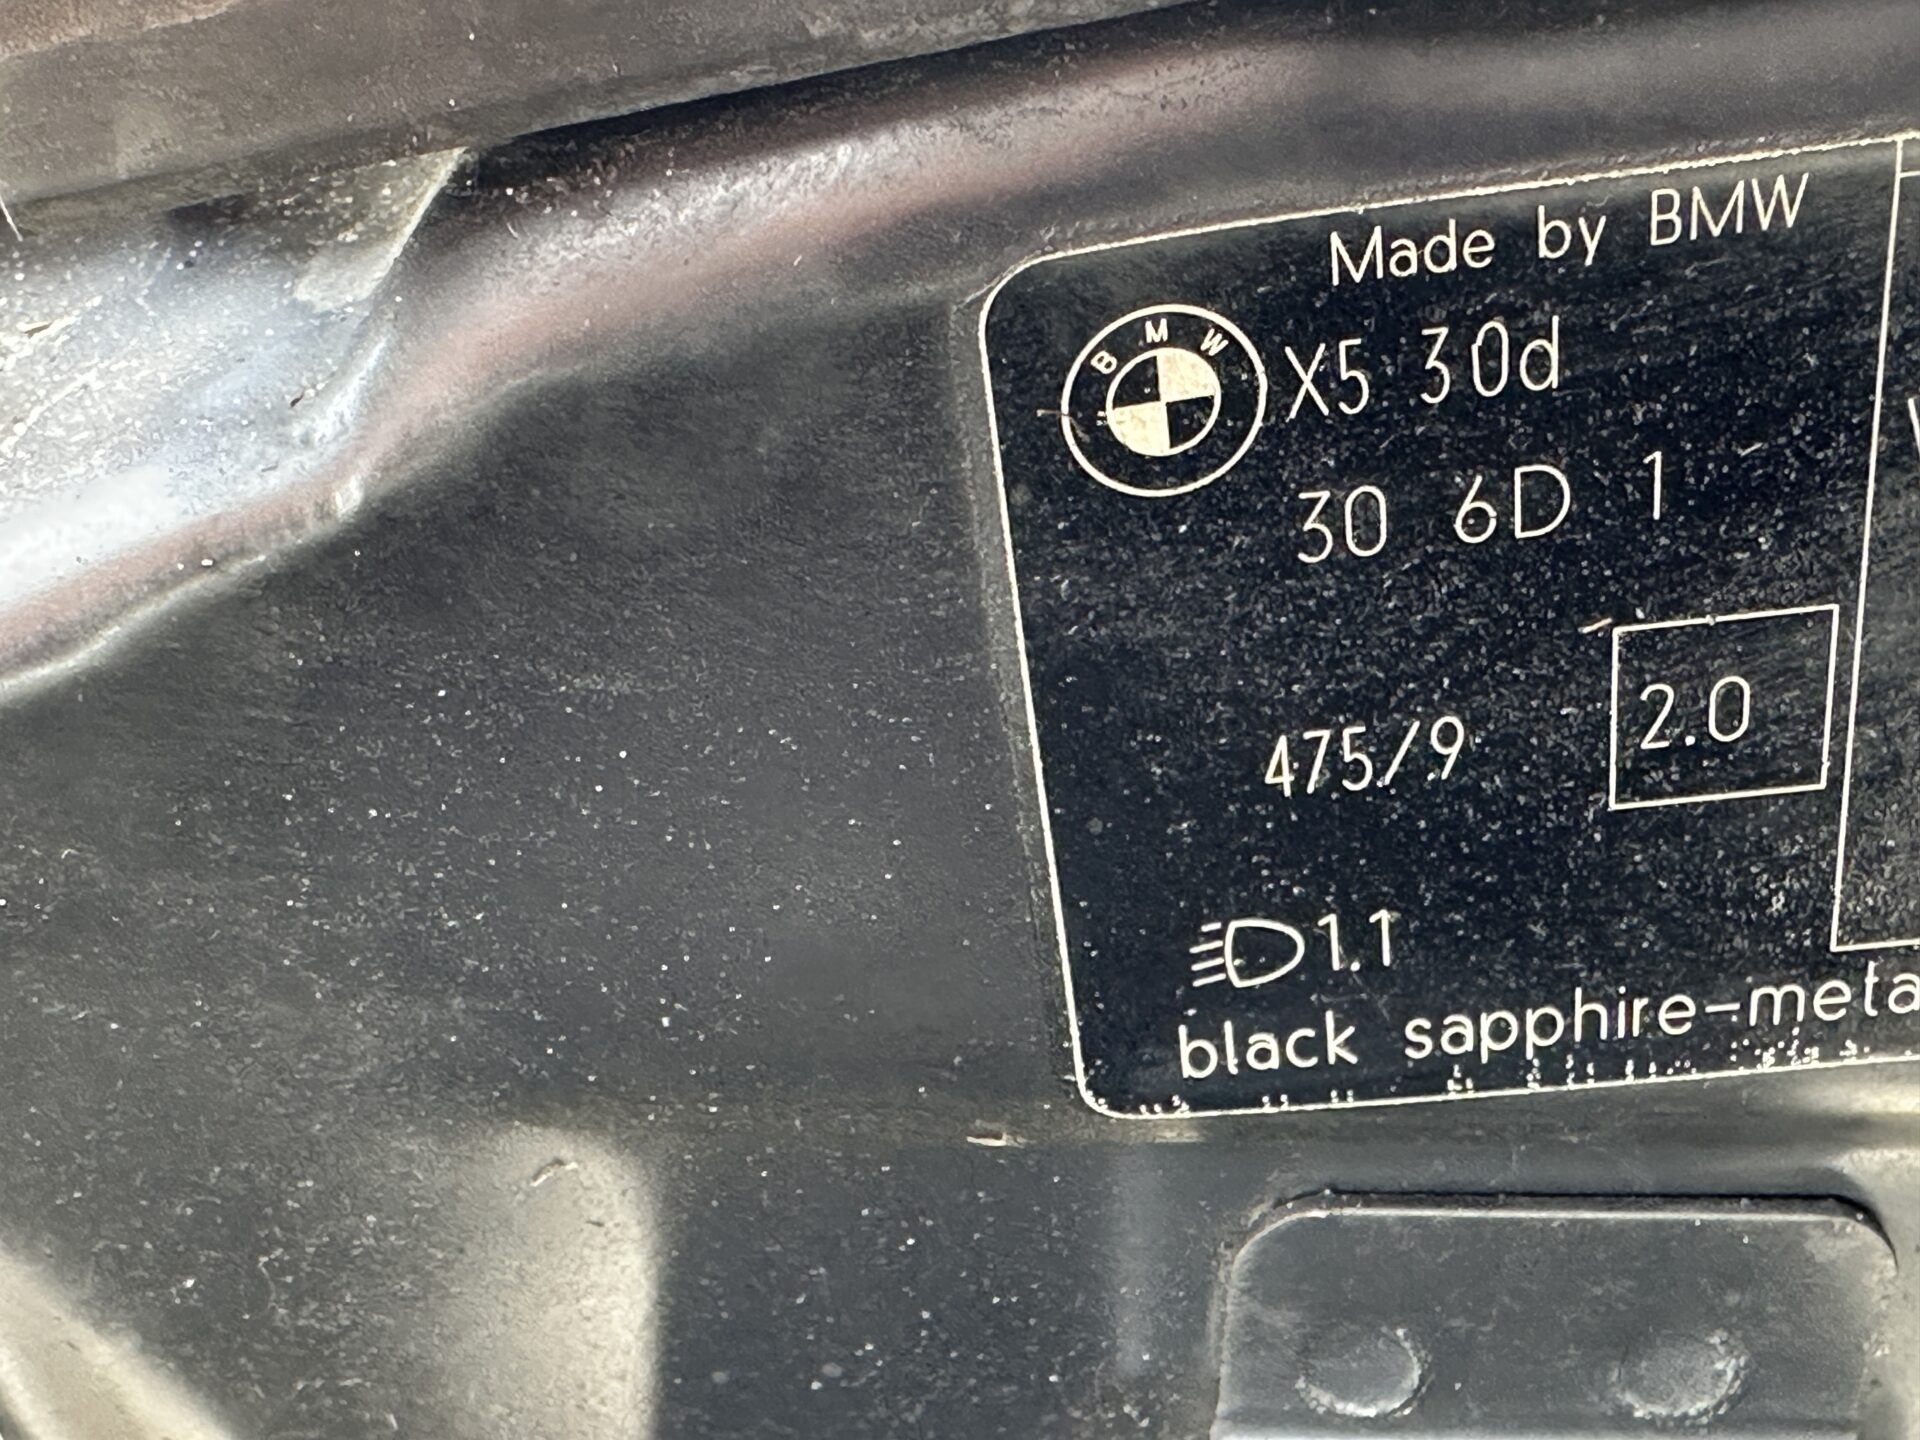 Made by BMW
BMW
X5 30d
30 6D 1
475/9
2.0
1.1
black sapphire-meta